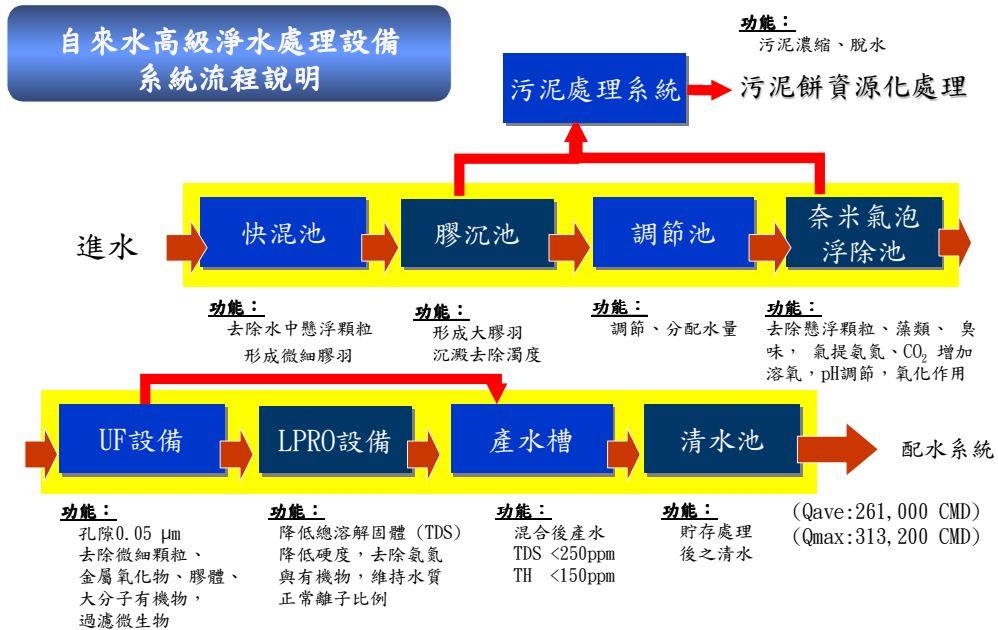 自來水高級淨水處理設備
系統流程說明
功能：
污泥濃縮、脫水
污泥處理系統
污泥餅資源化處理
進水
快混池
膠沉池
調節池
奈米氣泡
浮除池
功能：
去除水中懸浮顆粒
形成微細膠羽
功能：
形成大膠羽
沉澱去除濁度
功能：
調節、分配水量
功能：
去除懸浮顆粒、藻類、 臭
味， 氣提氨氮、CO₂ 增加
溶氧，pH調節，氧化作用
UF設備
LPRO設備
產水槽
清水池
配水系統
功能：
孔隙0.05 μm
去除微細顆粒、
金屬氧化物、膠體、
大分子有機物，
過濾微生物
功能：
降低總溶解固體 (TDS)
降低硬度，去除氨氮
與有機物，維持水質
正常離子比例
功能：
混合後產水
TDS <250ppm
TH <150ppm
功能：
貯存處理
後之清水
(Qave:261,000 CMD)
(Qmax:313,200 CMD)